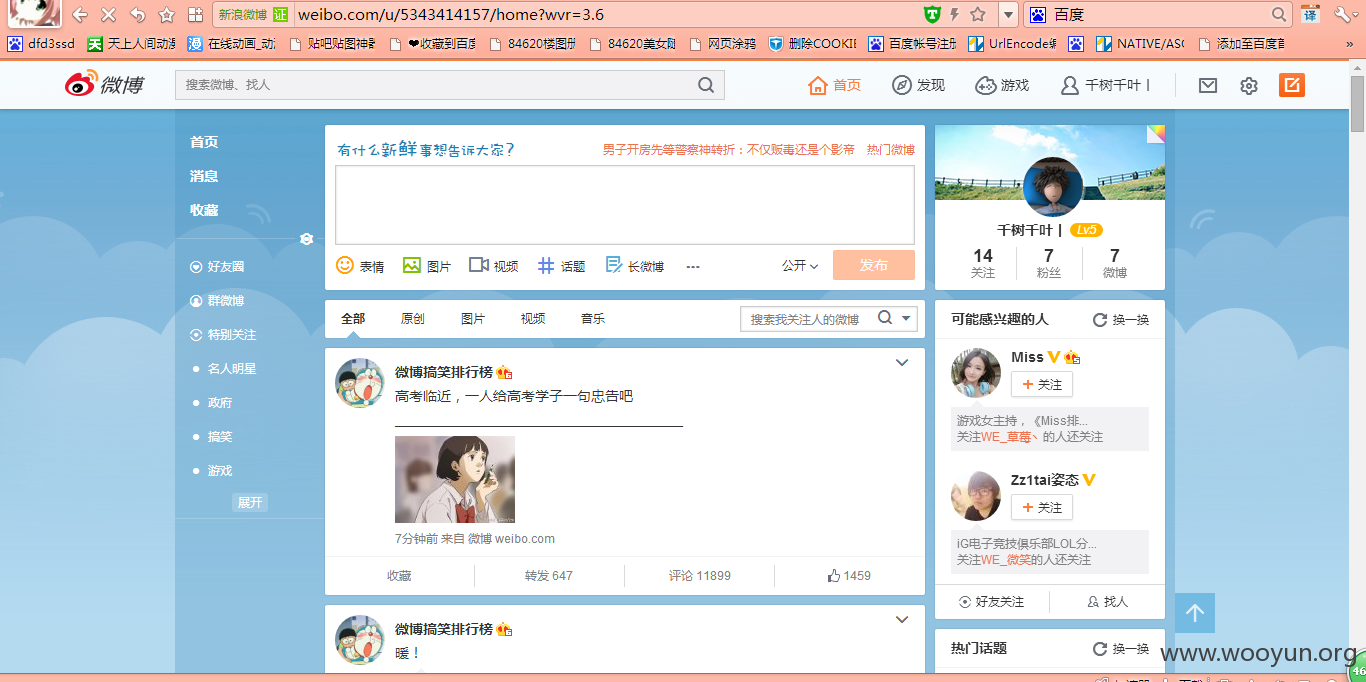 新浪微博 证 weibo.com/u/5343414157/home?wvr=3.6 百度 译
dfd3ssd 天上人间动漫 在线动画_动 贴吧贴图神器 ❤收藏到百度 84620楼图册 84620美女 网页涂鸦 删除COOKIE 百度帐号注册 UrlEncode编 NATIVE/ASC 添加至百度首 »
微博 搜索微博、找人 首页 发现 游戏 千树千叶丨
首页
消息
收藏
好友圈
群微博
特别关注
名人明星
政府
搞笑
游戏
展开
有什么新鲜事想告诉大家? 男子开房先等警察神转折:不仅贩毒还是个影帝 热门微博
表情 图片 视频 话题 长微博 ... 公开 发布
全部 原创 图片 视频 音乐 搜索我关注人的微博
微博搞笑排行榜
高考临近,一人给高考学子一句忠告吧
7分钟前 来自 微博 weibo.com
收藏 转发 647 评论 11899 1459
微博搞笑排行榜
暖!
千树千叶丨 Lv5
14 7 7
关注 粉丝 微博
可能感兴趣的人 换一换
Miss V
+ 关注
游戏女主持,《Miss排...
关注WE_草莓丶的人还关注
Zz1tai姿态 V
+ 关注
iG电子竞技俱乐部LOL分...
关注WE_微笑的人还关注
好友关注 找人
热门话题 换一换
www.wooyun.org
46